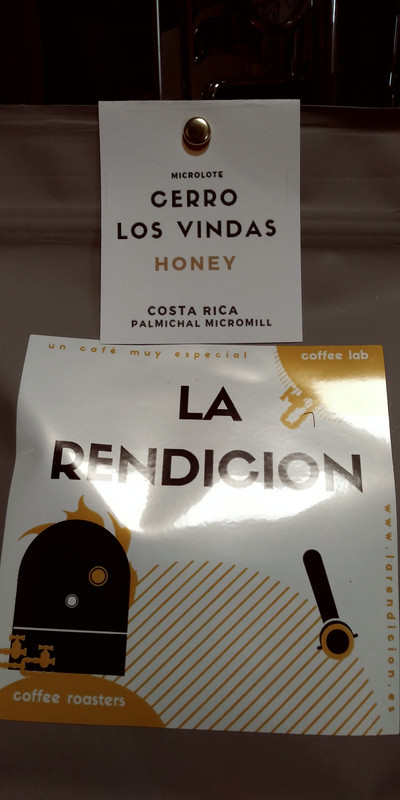 MICROLOTE
CERRO
LOS VINDAS
HONEY
COSTA RICA
PALMICHAL MICROMILL
un café muy especial
coffee lab
LA
RENDICION
www.larendicion.es
coffee roasters